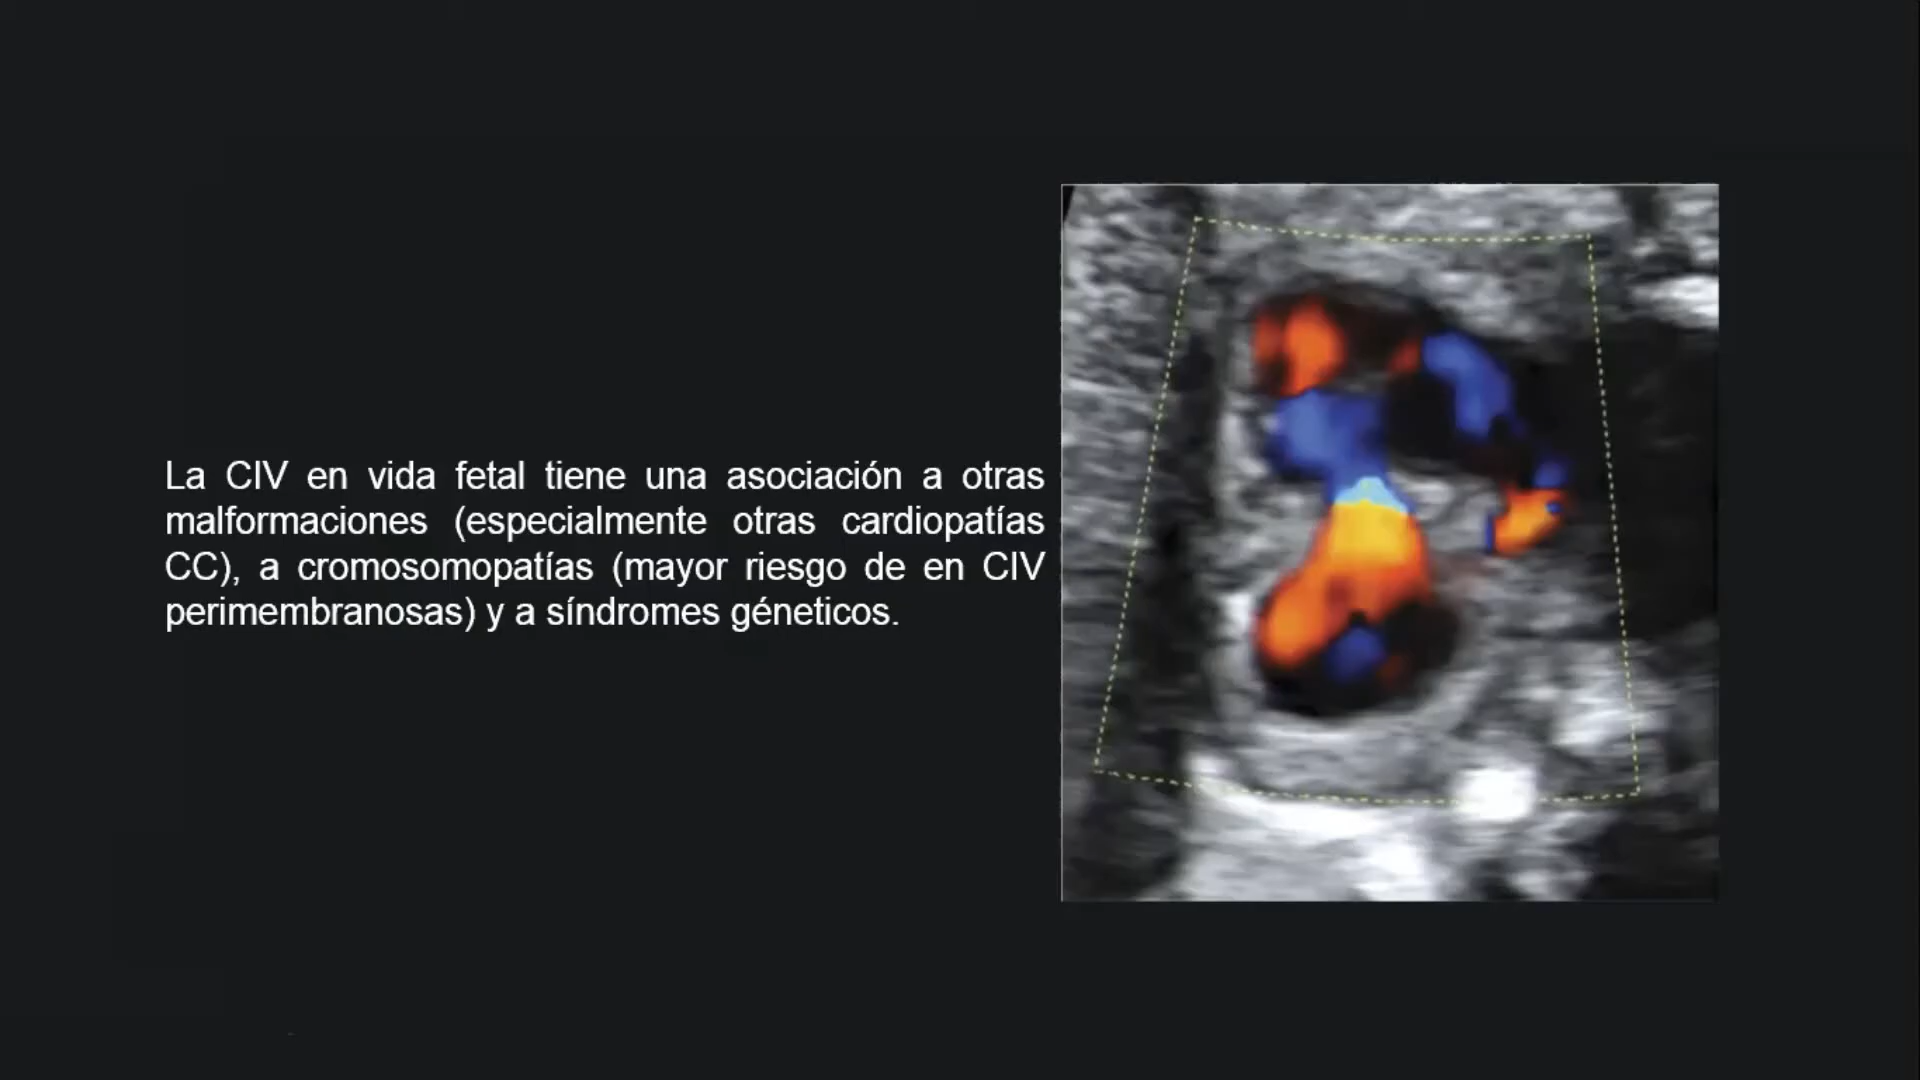 La CIV en vida fetal tiene una asociación a otras
malformaciones (especialmente otras cardiopatías
CC), a cromosomopatías (mayor riesgo de en CIV
perimembranosas) y a síndromes géneticos.